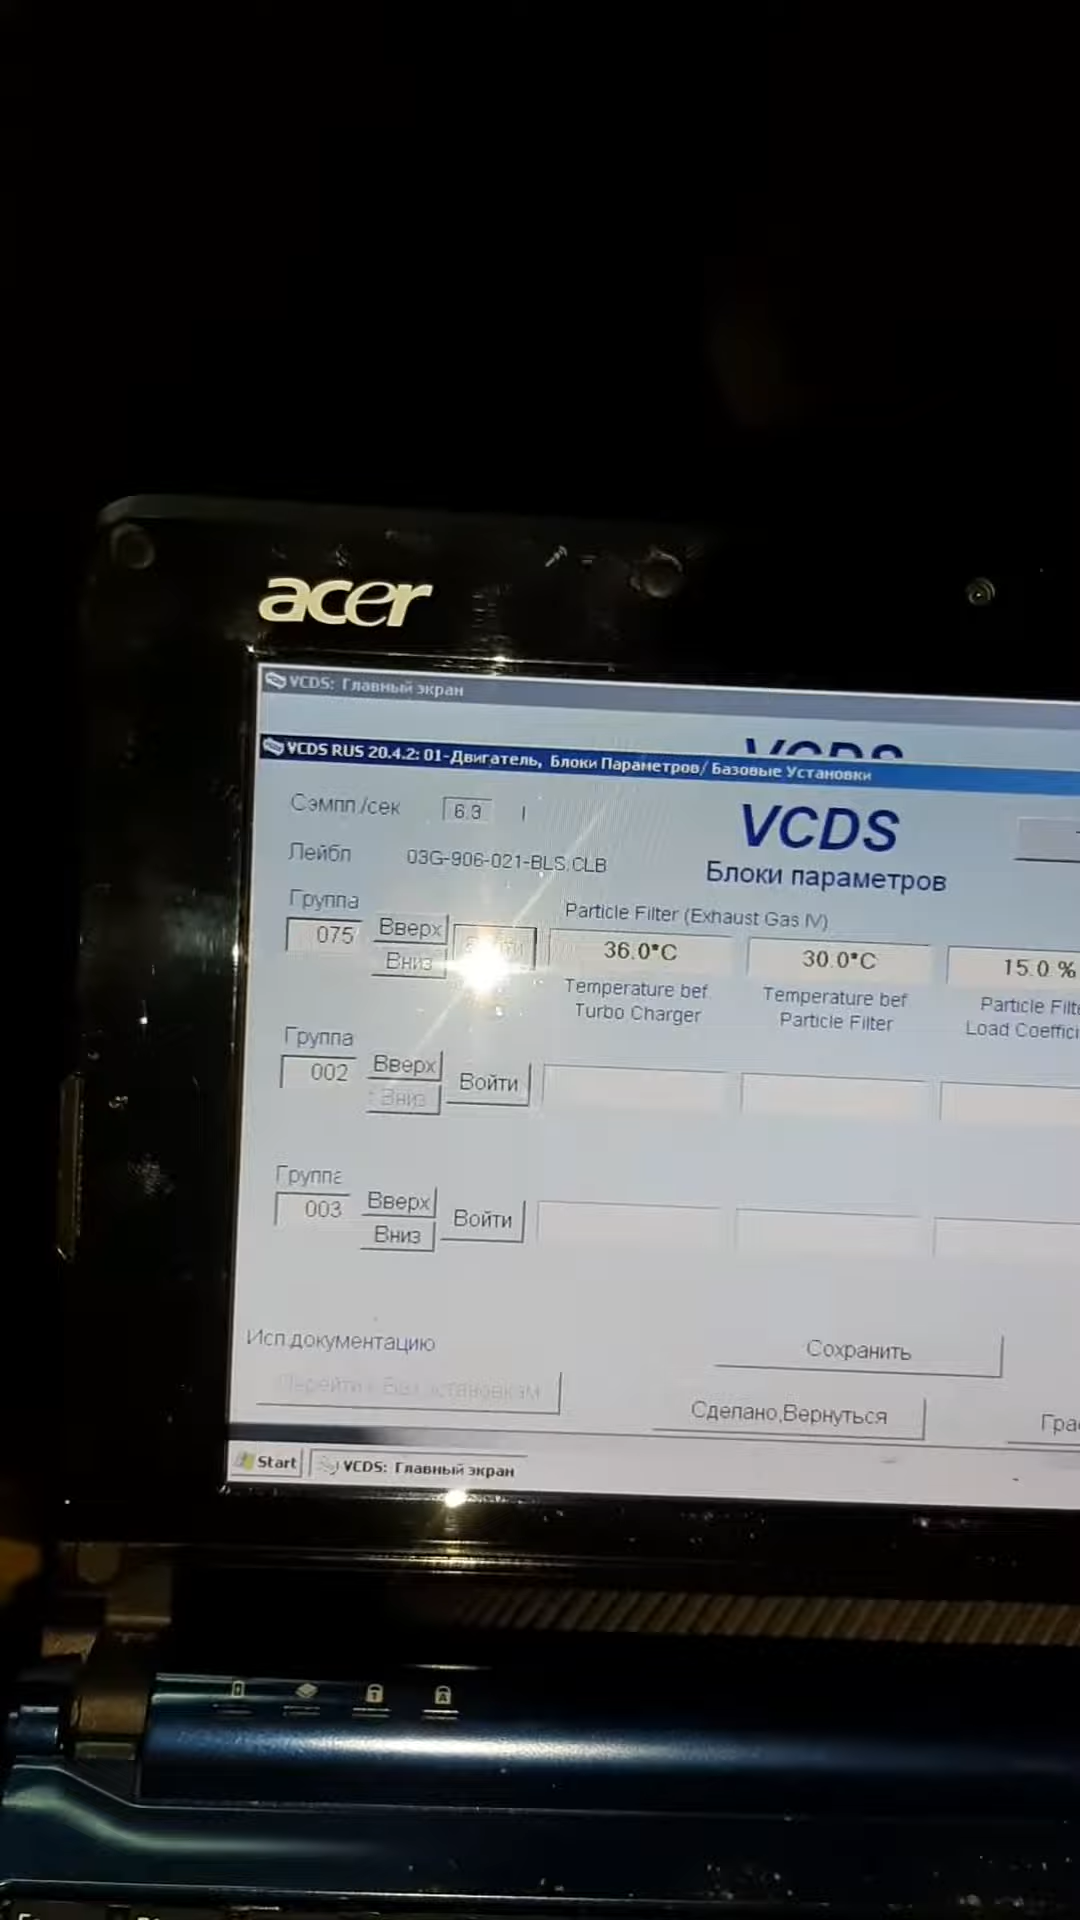 acer
VCDS: Главный экран
VCDS
VCDS RUS 20.4.2: 01-Двигатель, Блоки Параметров/ Базовые Установки
Сэмпл./сек 6.3
VCDS
Лейбл 03G-906-021-BLS.CLB
Блоки параметров
Группа
Particle Filter (Exhaust Gas IV)
075 Вверх 36.0°C 30.0°C 15.0 %
Вниз
Temperature bef. Temperature bef Particle
Turbo Charger Particle Filter Load
Группа
002 Вверх Войти
Вниз
Группа
003 Вверх Войти
Вниз
Исп.документацию
Сохранить
Сделано,Вернуться
Start VCDS: Главный экран